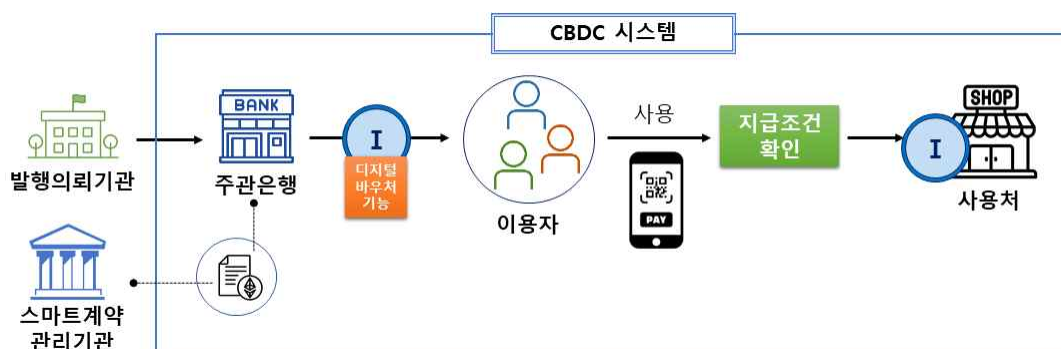 CBDC 시스템
BANK
SHOP
사용
지급조건
확인
I
I
디지털
바우처
기능
발행의뢰기관
주관은행
이용자
PAY
사용처
스마트계약
관리기관